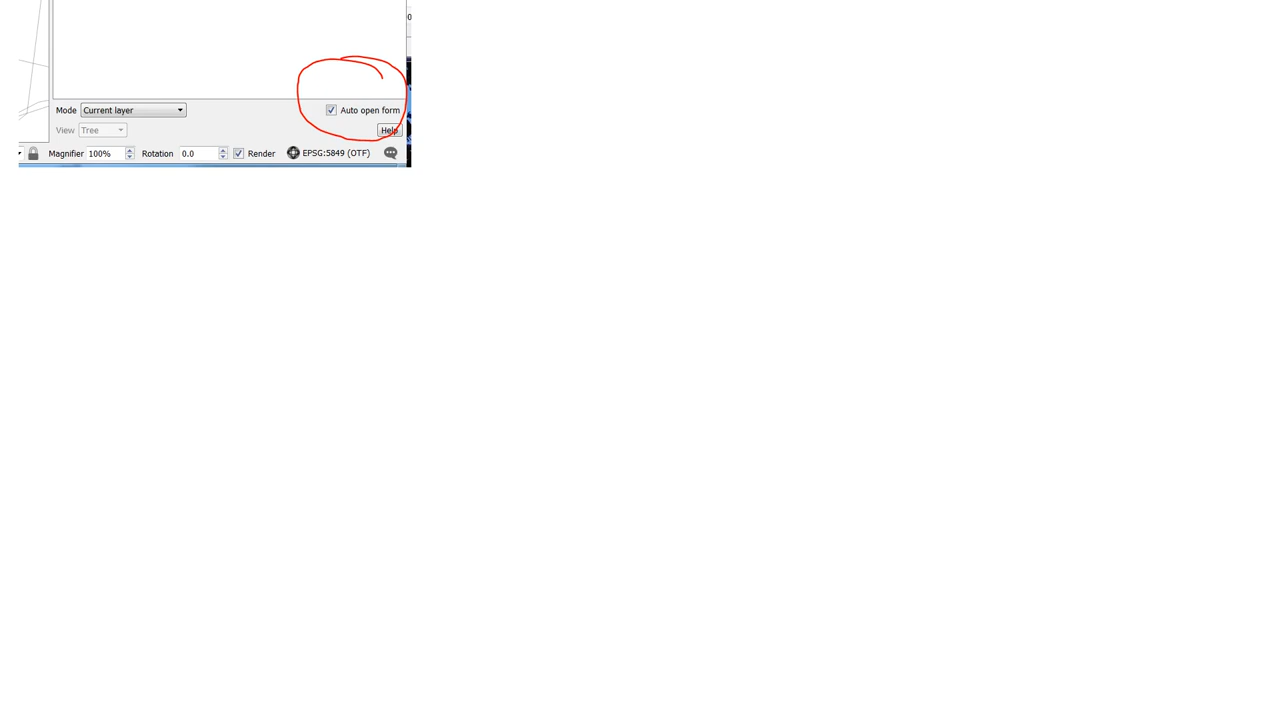 Mode Current layer Auto open form
View Tree Help
Magnifier 100% Rotation 0.0 Render EPSG:5849 (OTF)